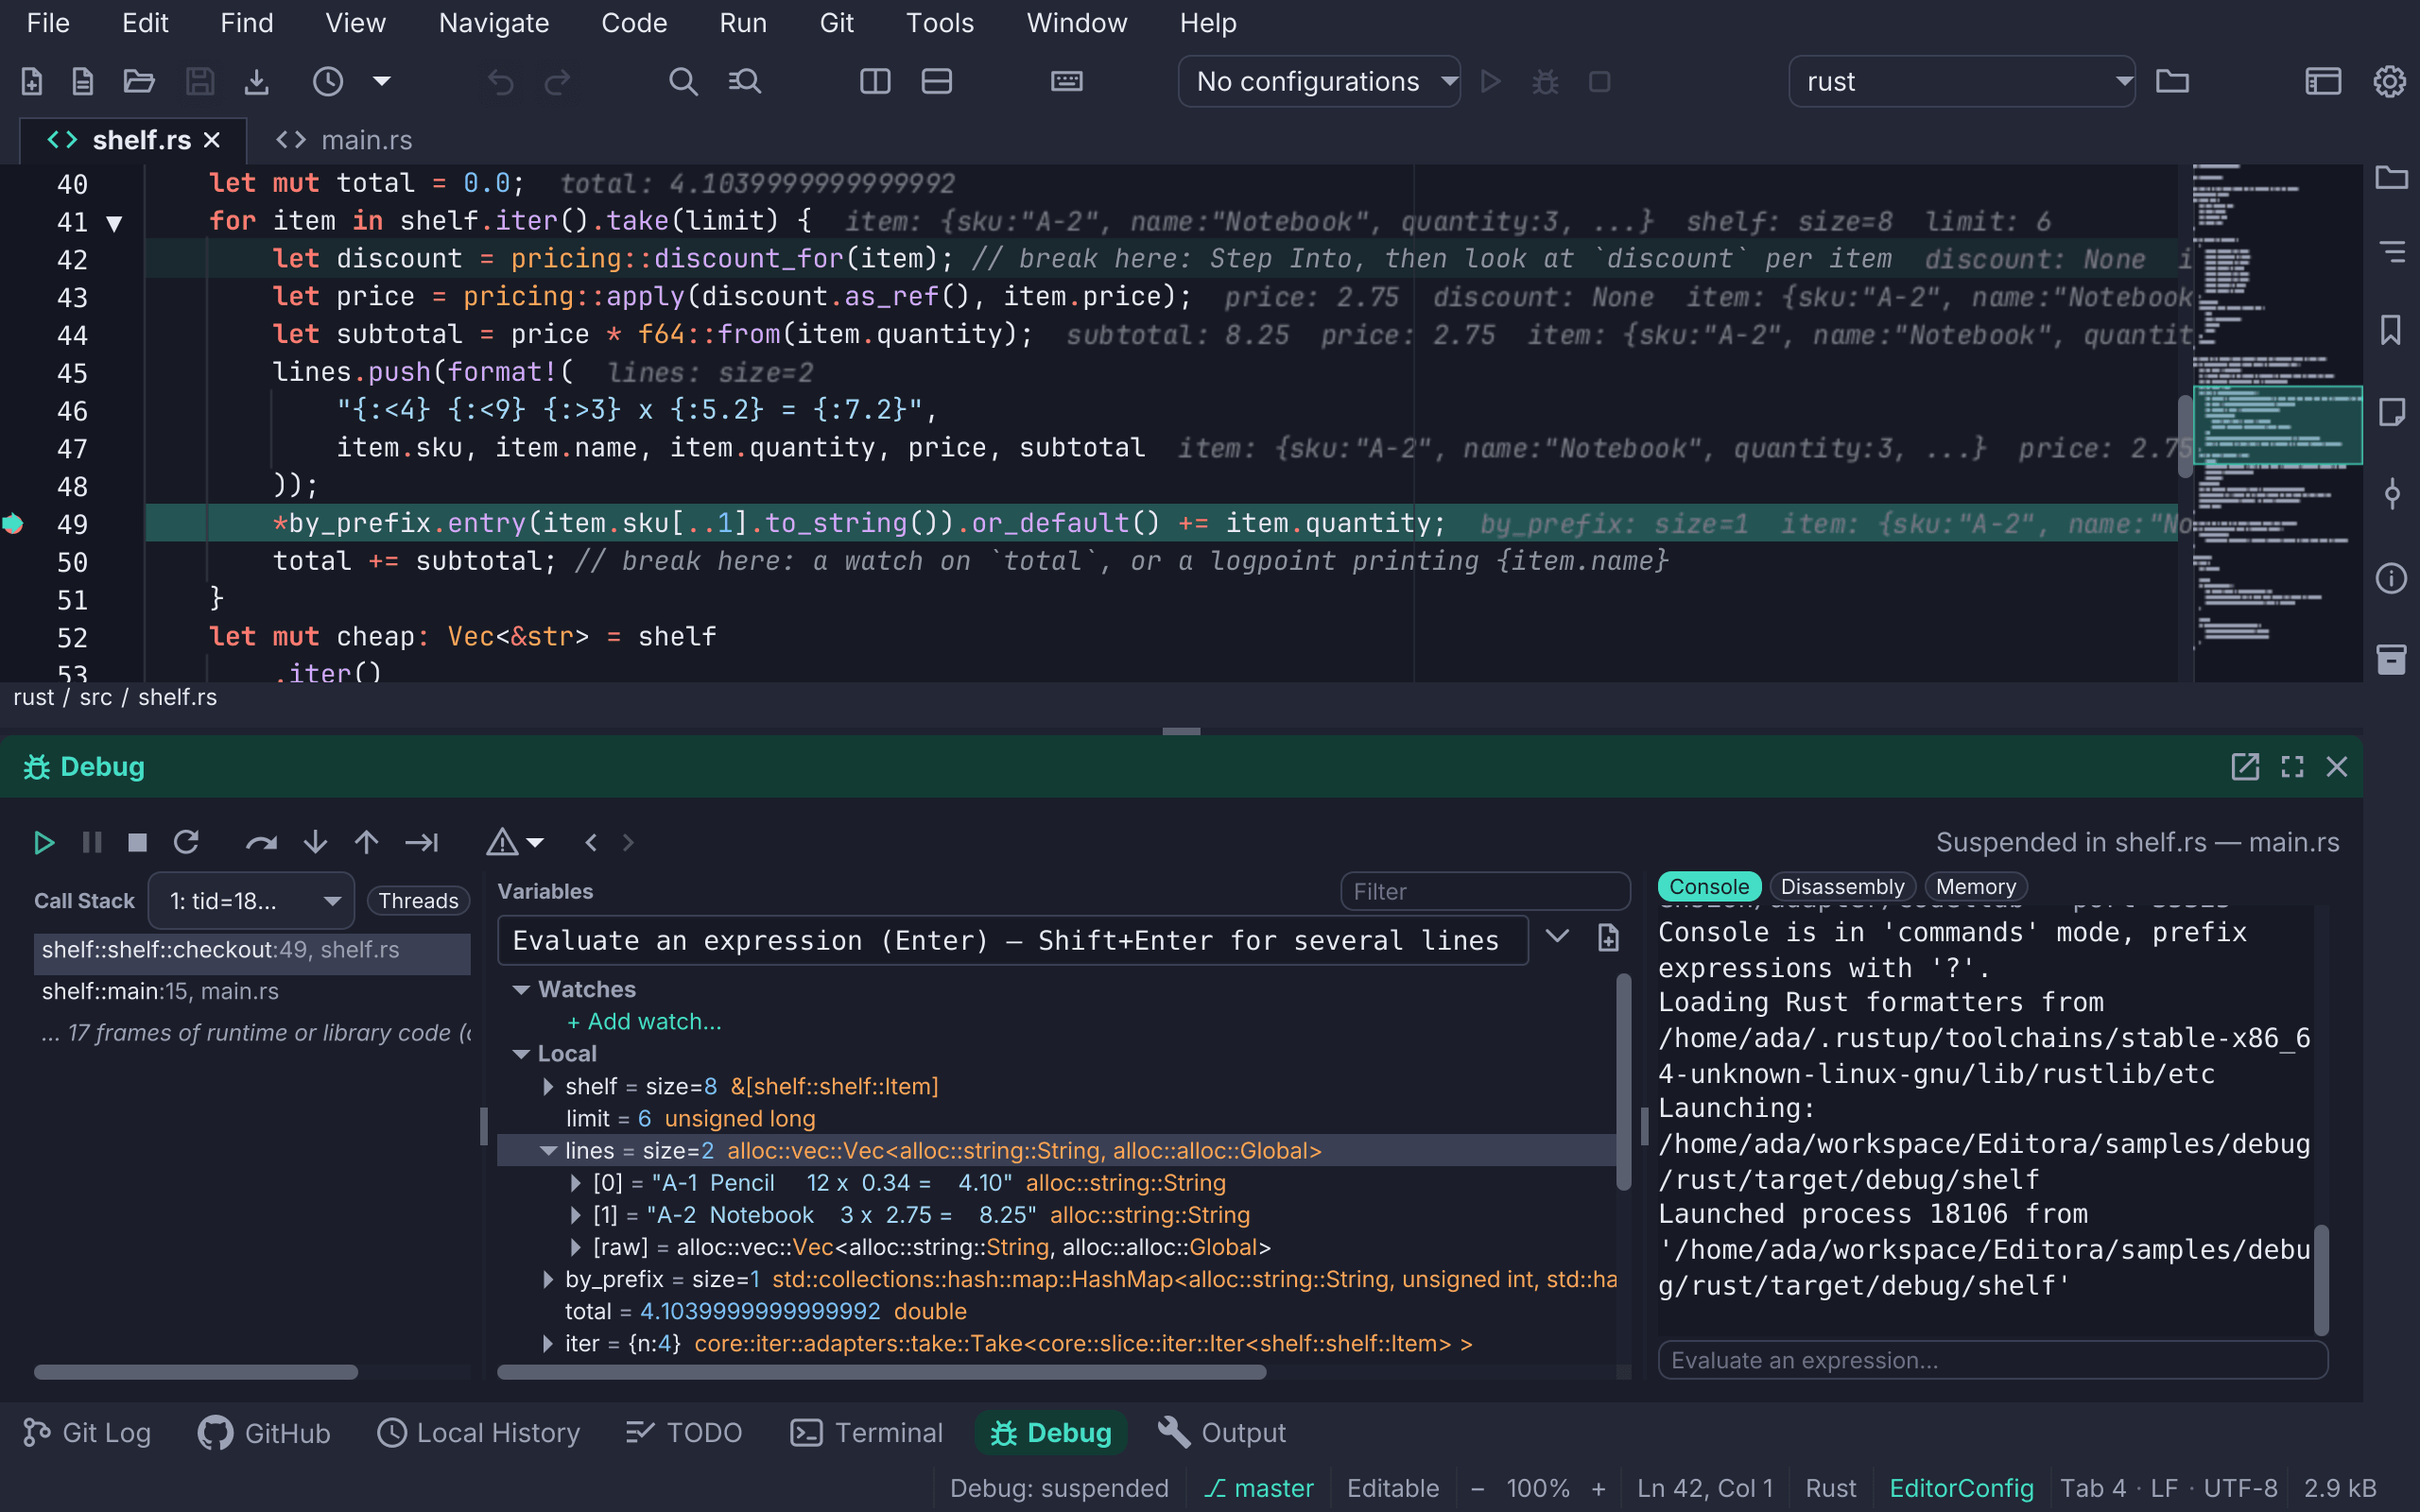 File Edit Find View Navigate Code Run Git Tools Window Help
No configurations rust
shelf.rs main.rs
40 let mut total = 0.0; total: 4.1039999999999992
41 for item in shelf.iter().take(limit) { item: {sku:"A-2", name:"Notebook", quantity:3, ...} shelf: size=8 limit: 6
42 let discount = pricing::discount_for(item); // break here: Step Into, then look at `discount` per item discount: None i
43 let price = pricing::apply(discount.as_ref(), item.price); price: 2.75 discount: None item: {sku:"A-2", name:"Notebook
44 let subtotal = price * f64::from(item.quantity); subtotal: 8.25 price: 2.75 item: {sku:"A-2", name:"Notebook", quantit
45 lines.push(format!( lines: size=2
46 "{:<4} {:<9} {:>3} x {:5.2} = {:7.2}",
47 item.sku, item.name, item.quantity, price, subtotal item: {sku:"A-2", name:"Notebook", quantity:3, ...} price: 2.75
48 ));
49 *by_prefix.entry(item.sku[..1].to_string()).or_default() += item.quantity; by_prefix: size=1 item: {sku:"A-2", name:"No
50 total += subtotal; // break here: a watch on `total`, or a logpoint printing {item.name}
51 }
52 let mut cheap: Vec<&str> = shelf
53 .iter()
rust / src / shelf.rs
Debug
Suspended in shelf.rs — main.rs
Call Stack 1: tid=18... Threads
shelf::shelf::checkout:49, shelf.rs
shelf::main:15, main.rs
... 17 frames of runtime or library code (
Variables Filter
Evaluate an expression (Enter) — Shift+Enter for several lines
Watches
+ Add watch...
Local
shelf = size=8 &[shelf::shelf::Item]
limit = 6 unsigned long
lines = size=2 alloc::vec::Vec<alloc::string::String, alloc::alloc::Global>
[0] = "A-1 Pencil 12 x 0.34 = 4.10" alloc::string::String
[1] = "A-2 Notebook 3 x 2.75 = 8.25" alloc::string::String
[raw] = alloc::vec::Vec<alloc::string::String, alloc::alloc::Global>
by_prefix = size=1 std::collections::hash::map::HashMap<alloc::string::String, unsigned int, std::ha
total = 4.1039999999999992 double
iter = {n:4} core::iter::adapters::take::Take<core::slice::iter::Iter<shelf::shelf::Item> >
Console Disassembly Memory
Console is in 'commands' mode, prefix
expressions with '?'.
Loading Rust formatters from
/home/ada/.rustup/toolchains/stable-x86_6
4-unknown-linux-gnu/lib/rustlib/etc
Launching:
/home/ada/workspace/Editora/samples/debug
/rust/target/debug/shelf
Launched process 18106 from
'/home/ada/workspace/Editora/samples/debu
g/rust/target/debug/shelf'
Evaluate an expression...
Git Log GitHub Local History TODO Terminal Debug Output
Debug: suspended master Editable − 100% + Ln 42, Col 1 Rust EditorConfig Tab 4 · LF · UTF-8 2.9 kB